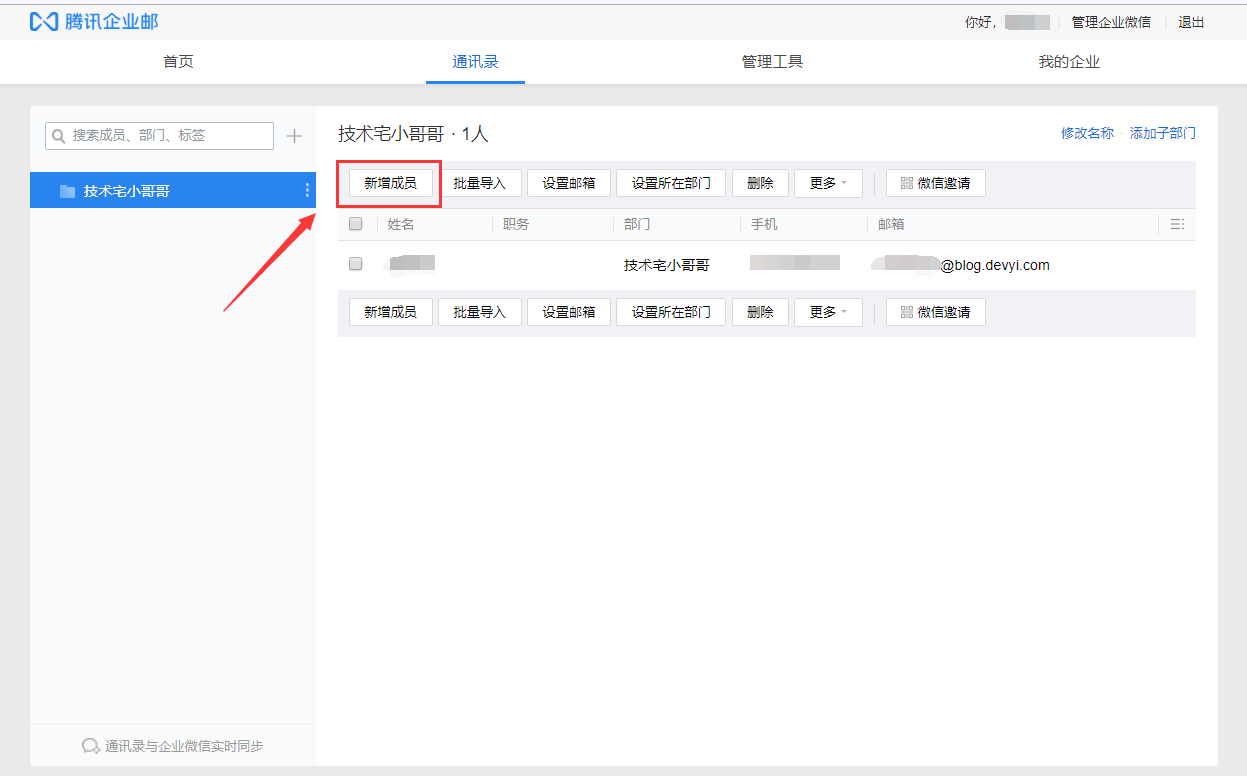 腾讯企业邮
你好, 管理企业微信 退出
首页 通讯录 管理工具 我的企业
搜索成员、部门、标签
技术宅小哥哥
技术宅小哥哥 · 1人 修改名称 添加子部门
新增成员 批量导入 设置邮箱 设置所在部门 删除 更多 微信邀请
姓名 职务 部门 手机 邮箱
技术宅小哥哥 @blog.devyi.com
新增成员 批量导入 设置邮箱 设置所在部门 删除 更多 微信邀请
通讯录与企业微信实时同步